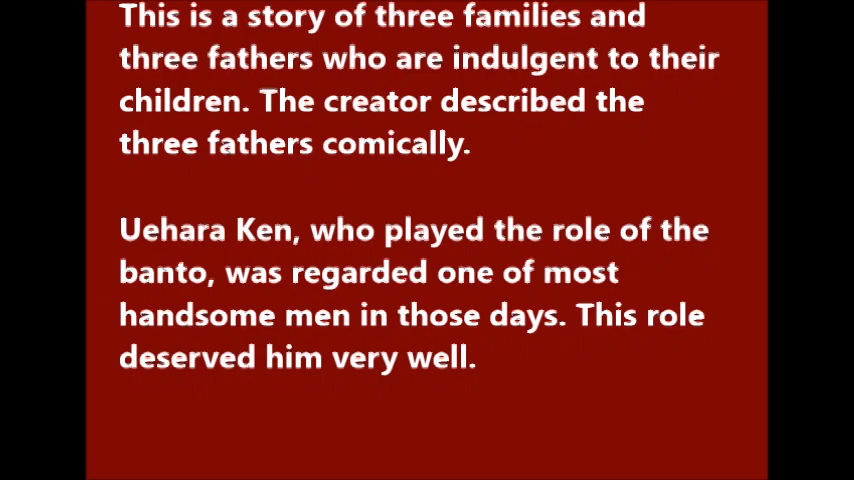 This is a story of three families and
three fathers who are indulgent to their
children. The creator described the
three fathers comically.
Uehara Ken, who played the role of the
banto, was regarded one of most
handsome men in those days. This role
deserved him very well.